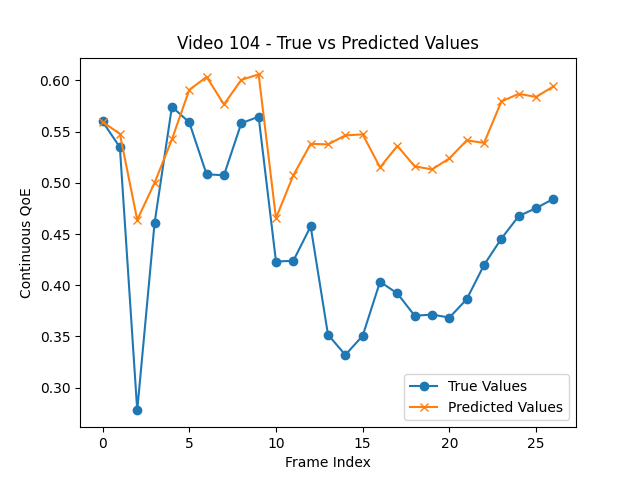 Video 104 - True vs Predicted Values
Continuous QoE
0.60
0.55
0.50
0.45
0.40
0.35
0.30
True Values
Predicted Values
0 5 10 15 20 25
Frame Index